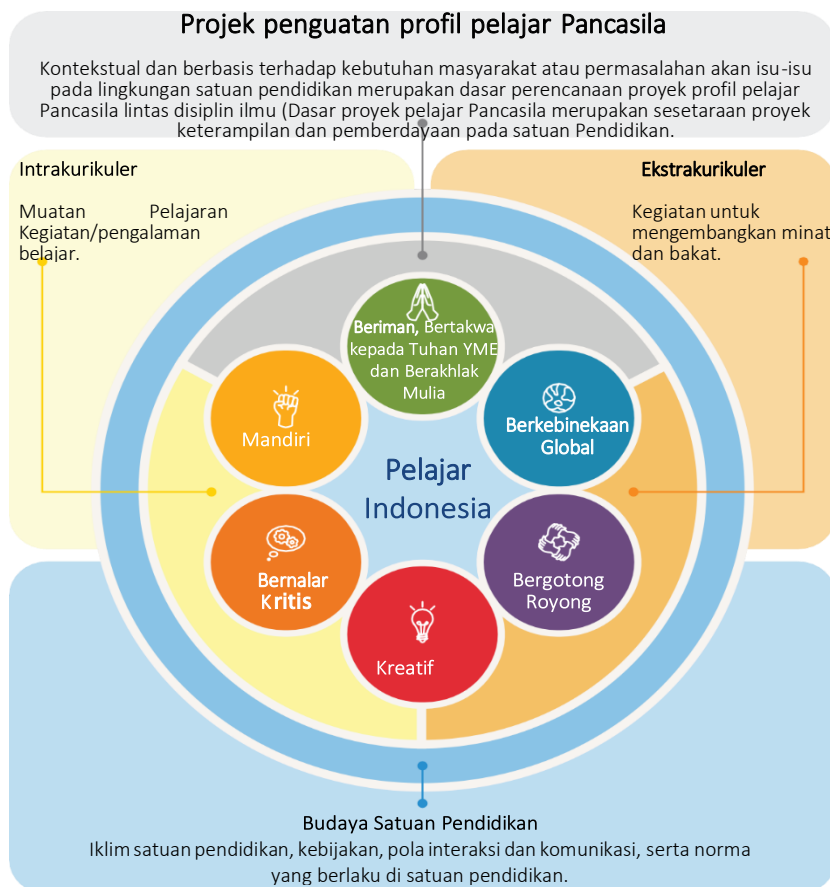 Projek penguatan profil pelajar Pancasila
Kontekstual dan berbasis terhadap kebutuhan masyarakat atau permasalahan akan isu-isu
pada lingkungan satuan pendidikan merupakan dasar perencanaan proyek profil pelajar
Pancasila lintas disiplin ilmu (Dasar proyek pelajar Pancasila merupakan sesetaraan proyek
keterampilan dan pemberdayaan pada satuan Pendidikan.
Intrakurikuler
Muatan Pelajaran
Kegiatan/pengalaman
belajar.
Ekstrakurikuler
Kegiatan untuk
mengembangkan minat
dan bakat.
Beriman, Bertakwa
kepada Tuhan YME
dan Berakhlak
Mulia
Mandiri
Berkebinekaan
Global
Pelajar
Indonesia
Bernalar
Kritis
Bergotong
Royong
Kreatif
Budaya Satuan Pendidikan
Iklim satuan pendidikan, kebijakan, pola interaksi dan komunikasi, serta norma
yang berlaku di satuan pendidikan.